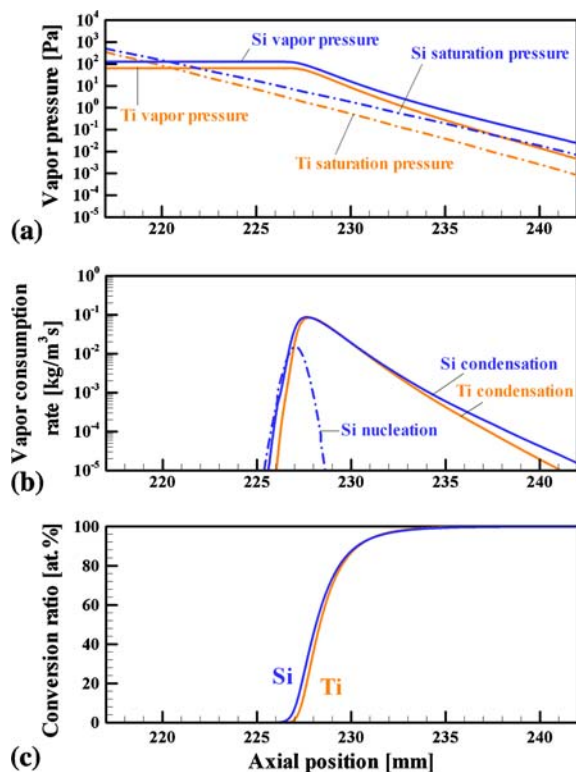 Vapor pressure [Pa]
10⁴
10³
10²
10¹
10⁰
10⁻¹
10⁻²
10⁻³
10⁻⁴
10⁻⁵
Si vapor pressure
Si saturation pressure
Ti vapor pressure
Ti saturation pressure
220 225 230 235 240
(a)
Vapor consumption
rate [kg/m³s]
10⁰
10⁻¹
10⁻²
10⁻³
10⁻⁴
10⁻⁵
Si condensation
Ti condensation
Si nucleation
220 225 230 235 240
(b)
Conversion ratio [at.%]
100
80
60
40
20
0
Si Ti
220 225 230 235 240
(c)
Axial position [mm]